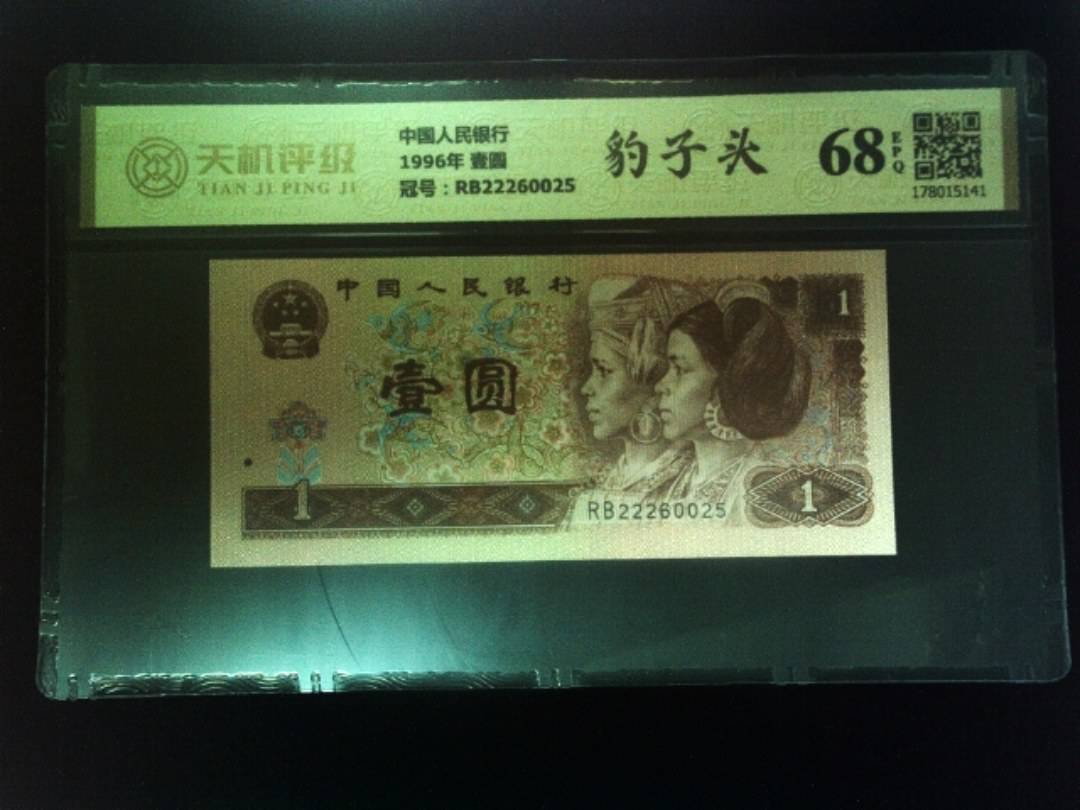 天机评级
TIAN JI PING JI
中国人民银行
1996年 壹圆
冠号：RB22260025
豹子头
68
EPQ
178015141
中国人民银行
1
壹圆
1
RB22260025
1